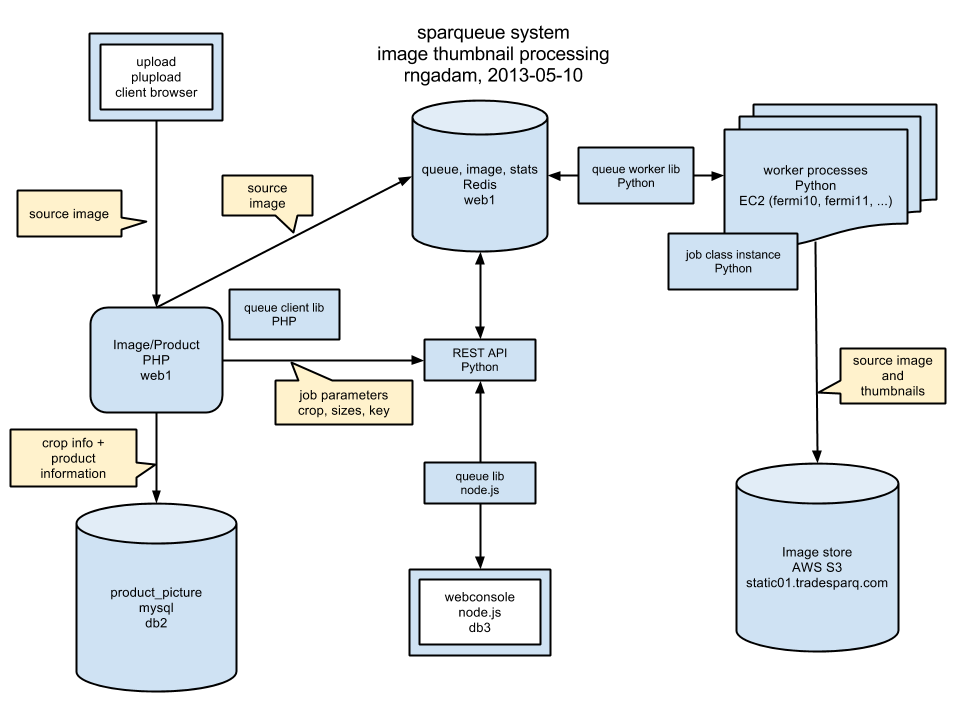 sparqueue system
image thumbnail processing
rngadam, 2013-05-10
upload
plupload
client browser
source image
source
image
queue, image, stats
Redis
web1
queue worker lib
Python
worker processes
Python
EC2 (fermi10, fermi11, ...)
job class instance
Python
queue client lib
PHP
Image/Product
PHP
web1
REST API
Python
job parameters
crop, sizes, key
source image
and
thumbnails
crop info +
product
information
queue lib
node.js
product_picture
mysql
db2
webconsole
node.js
db3
Image store
AWS S3
static01.tradesparq.com